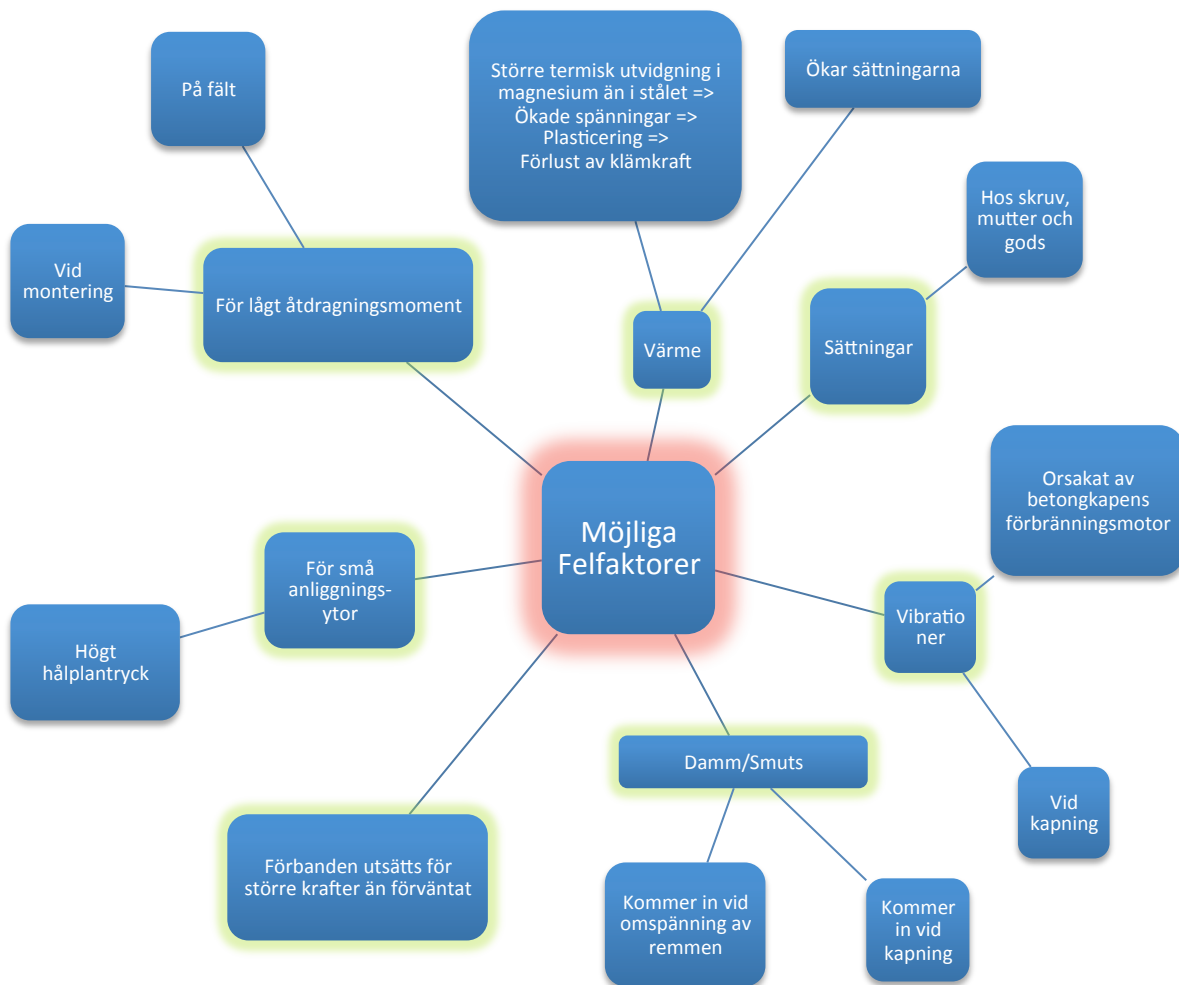 Större termisk utvidgning i
magnesium än i stålet =>
Ökade spänningar =>
Plasticering =>
Förlust av klämkraft
Ökar sättningarna
På fält
Hos skruv,
mutter och
gods
Vid
montering
För lågt åtdragningsmoment
Värme
Sättningar
Orsakat av
betongkapens
förbränningsmotor
Möjliga
Felfaktorer
För små
anliggnings-
ytor
Vibratio
ner
Högt
hålplantryck
Damm/Smuts
Vid
kapning
Förbanden utsätts för
större krafter än förväntat
Kommer in vid
omspänning av
remmen
Kommer
in vid
kapning